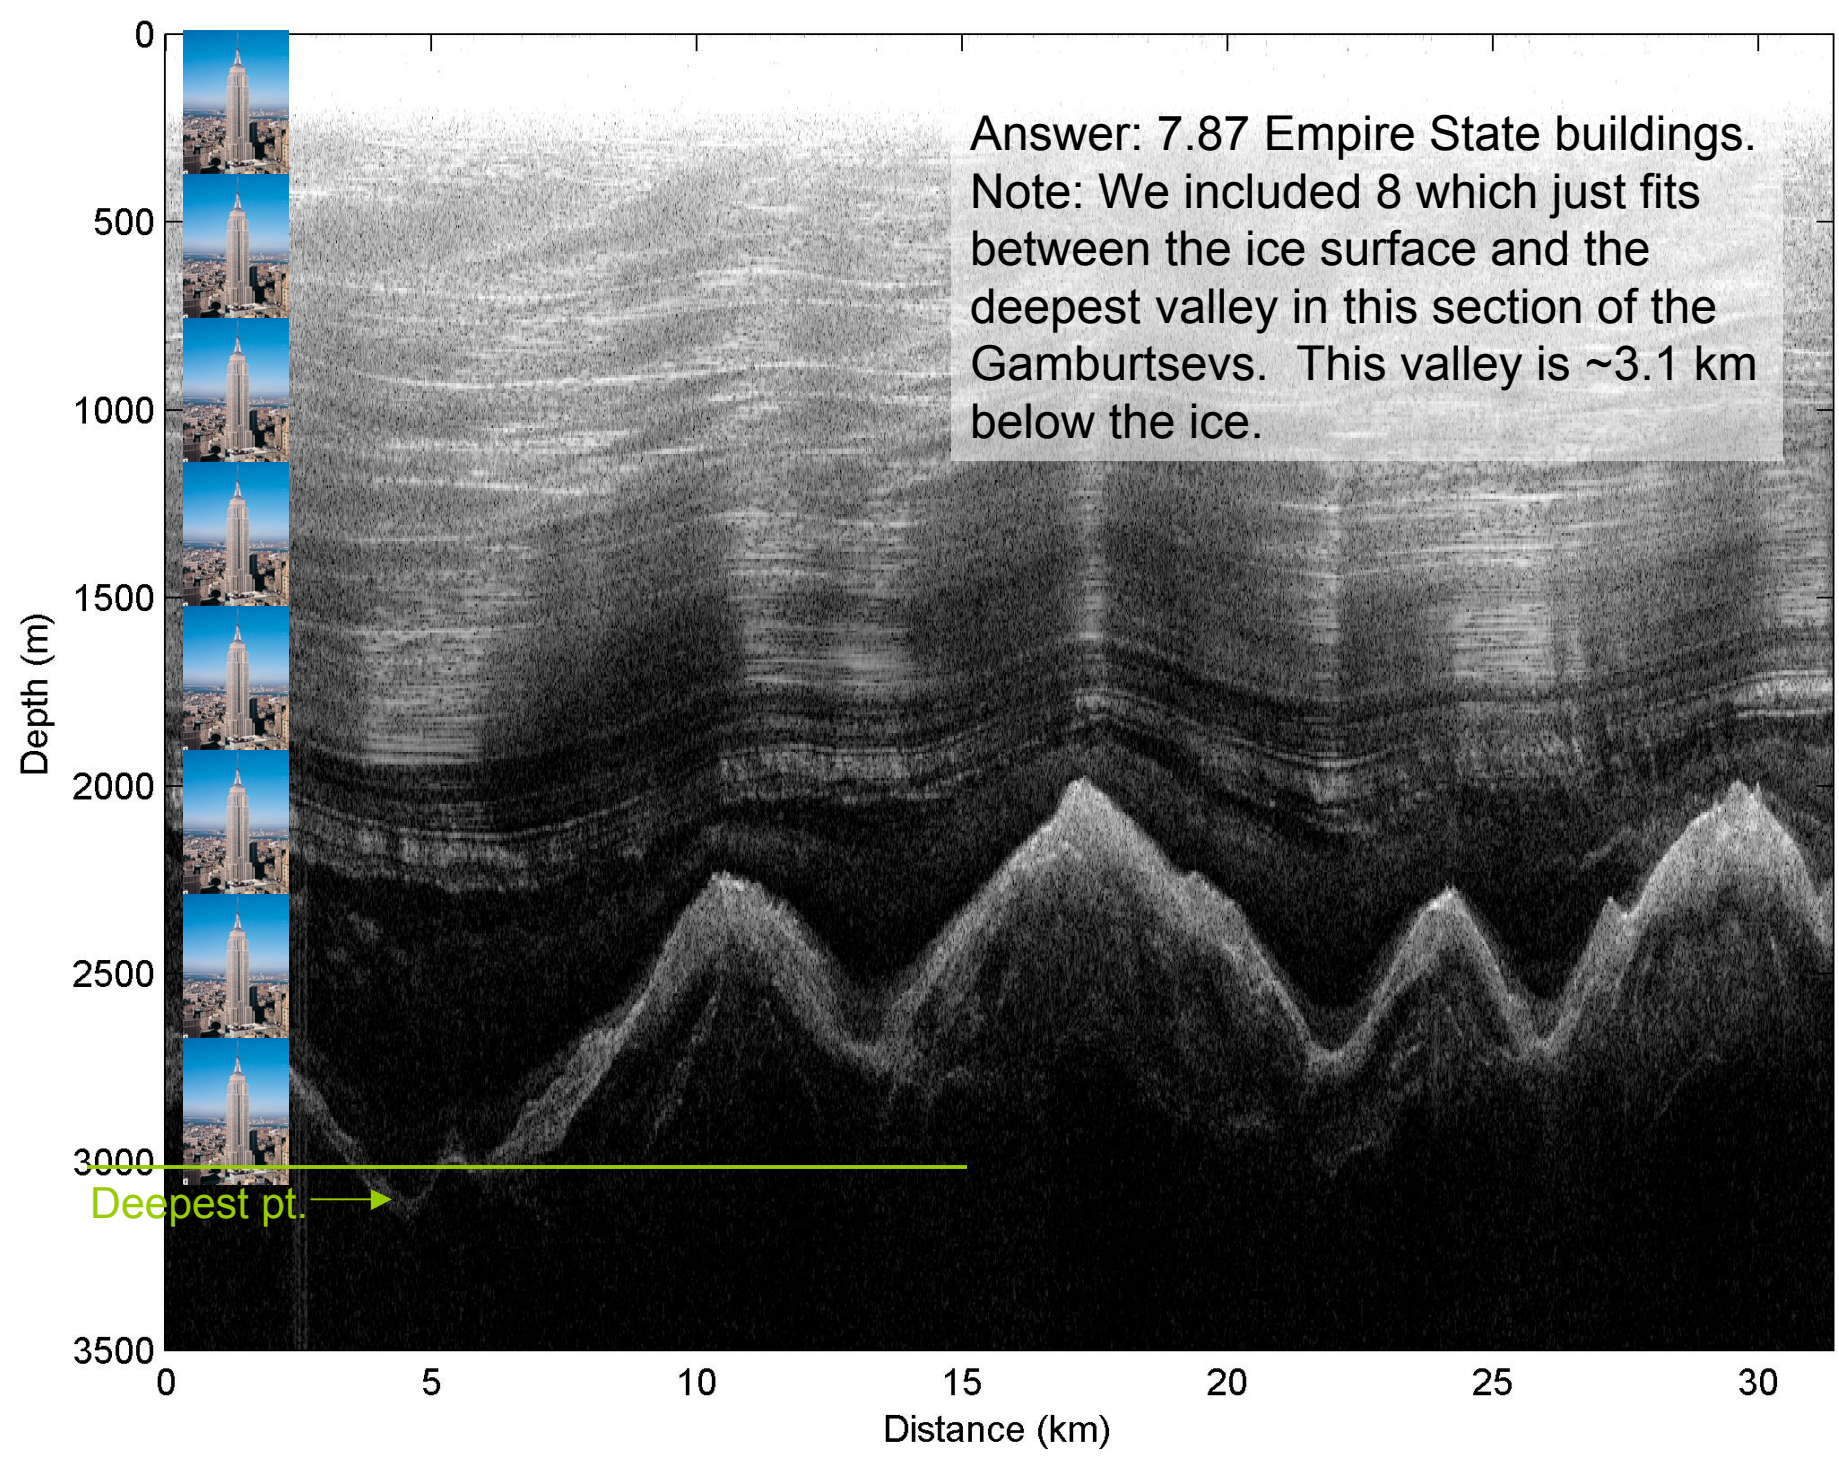 0
500
1000
1500
2000
2500
3000
3500
Depth (m)
Answer: 7.87 Empire State buildings.
Note: We included 8 which just fits
between the ice surface and the
deepest valley in this section of the
Gamburtsevs.  This valley is ~3.1 km
below the ice.
Deepest pt.
0 5 10 15 20 25 30
Distance (km)